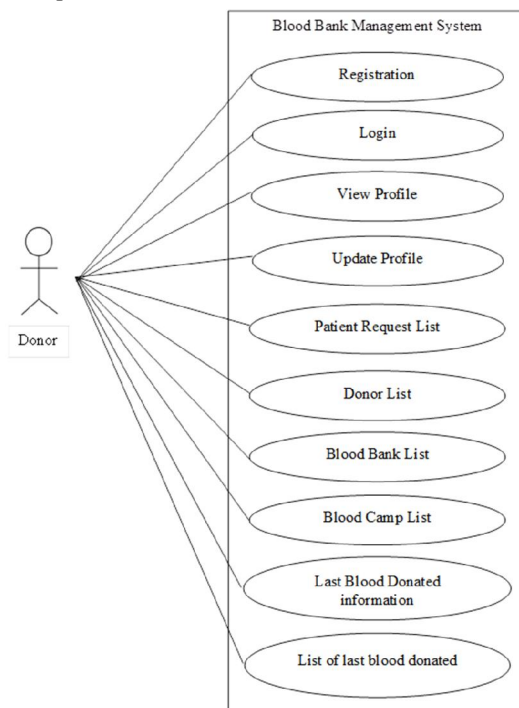 Blood Bank Management System
Registration
Login
View Profile
Update Profile
Donor
Patient Request List
Donor List
Blood Bank List
Blood Camp List
Last Blood Donated
information
List of last blood donated